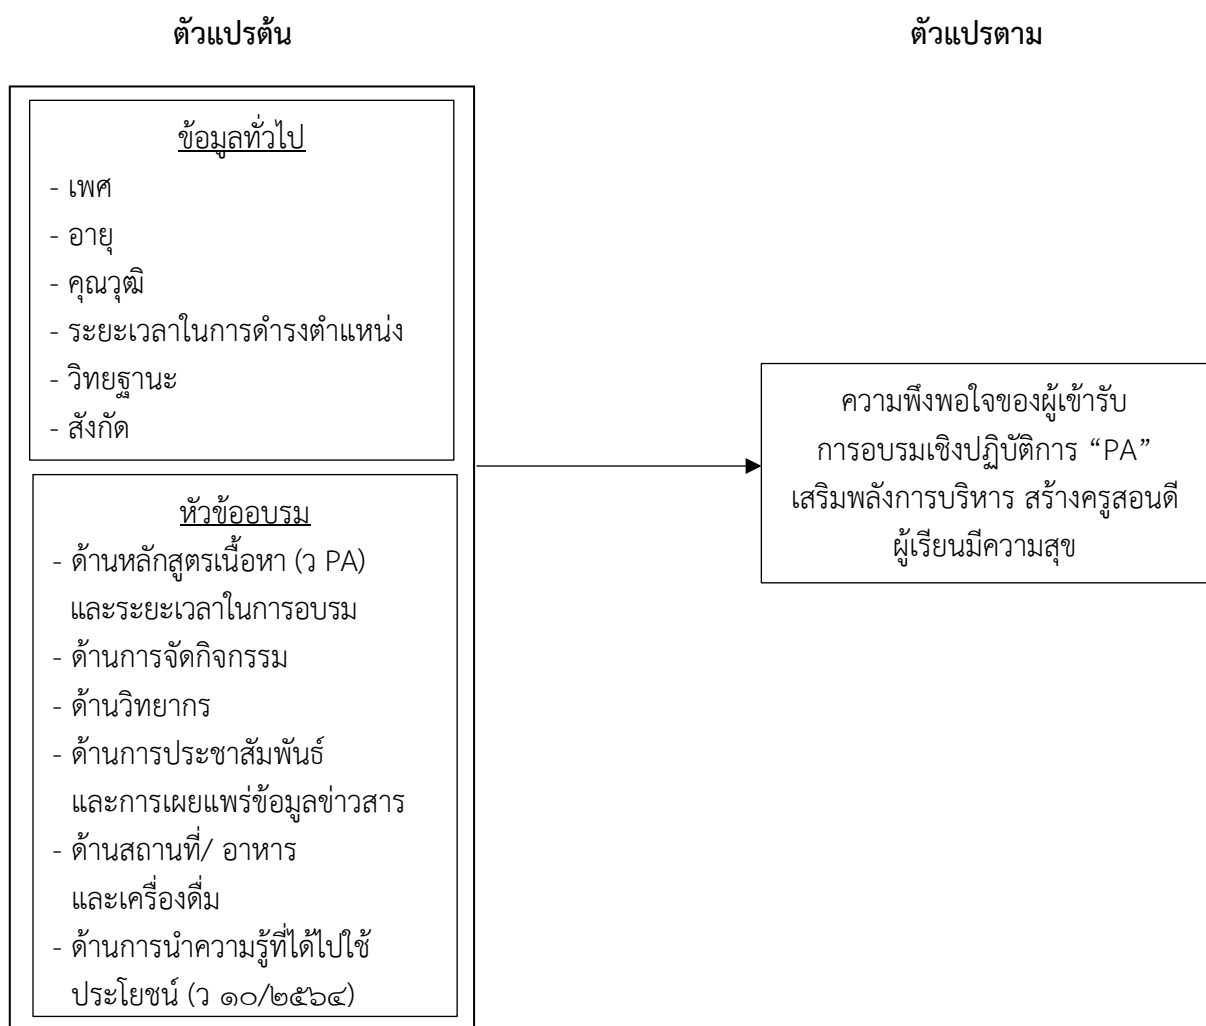 ตัวแปรต้น
ตัวแปรตาม
ข้อมูลทั่วไป
- เพศ
- อายุ
- คุณวุฒิ
- ระยะเวลาในการดำรงตำแหน่ง
- วิทยฐานะ
- สังกัด
หัวข้ออบรม
- ด้านหลักสูตรเนื้อหา (ว PA)
และระยะเวลาในการอบรม
- ด้านการจัดกิจกรรม
- ด้านวิทยากร
- ด้านการประชาสัมพันธ์
และการเผยแพร่ข้อมูลข่าวสาร
- ด้านสถานที่/ อาหาร
และเครื่องดื่ม
- ด้านการนำความรู้ที่ได้ไปใช้
ประโยชน์ (ว ๑๐/๒๕๖๔)
ความพึงพอใจของผู้เข้ารับ
การอบรมเชิงปฏิบัติการ “PA”
เสริมพลังการบริหาร สร้างครูสอนดี
ผู้เรียนมีความสุข